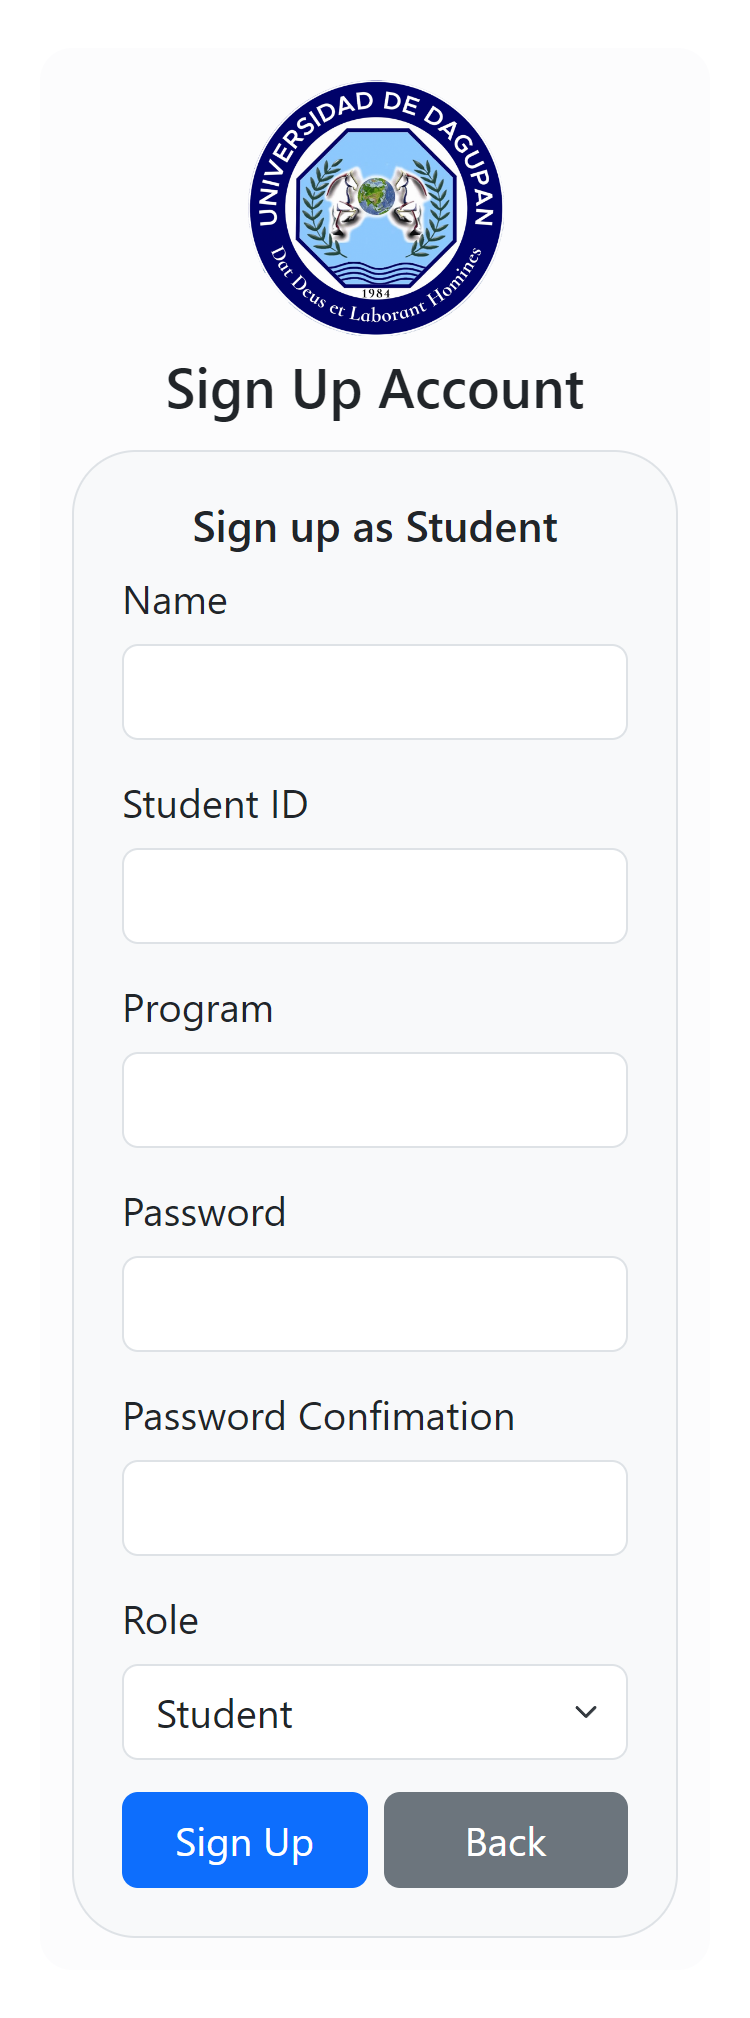 UNIVERSIDAD DE DAGUPAN
Dat Deus et Laborant Homines
1984
Sign Up Account
Sign up as Student
Name
Student ID
Program
Password
Password Confimation
Role
Student
Sign Up
Back